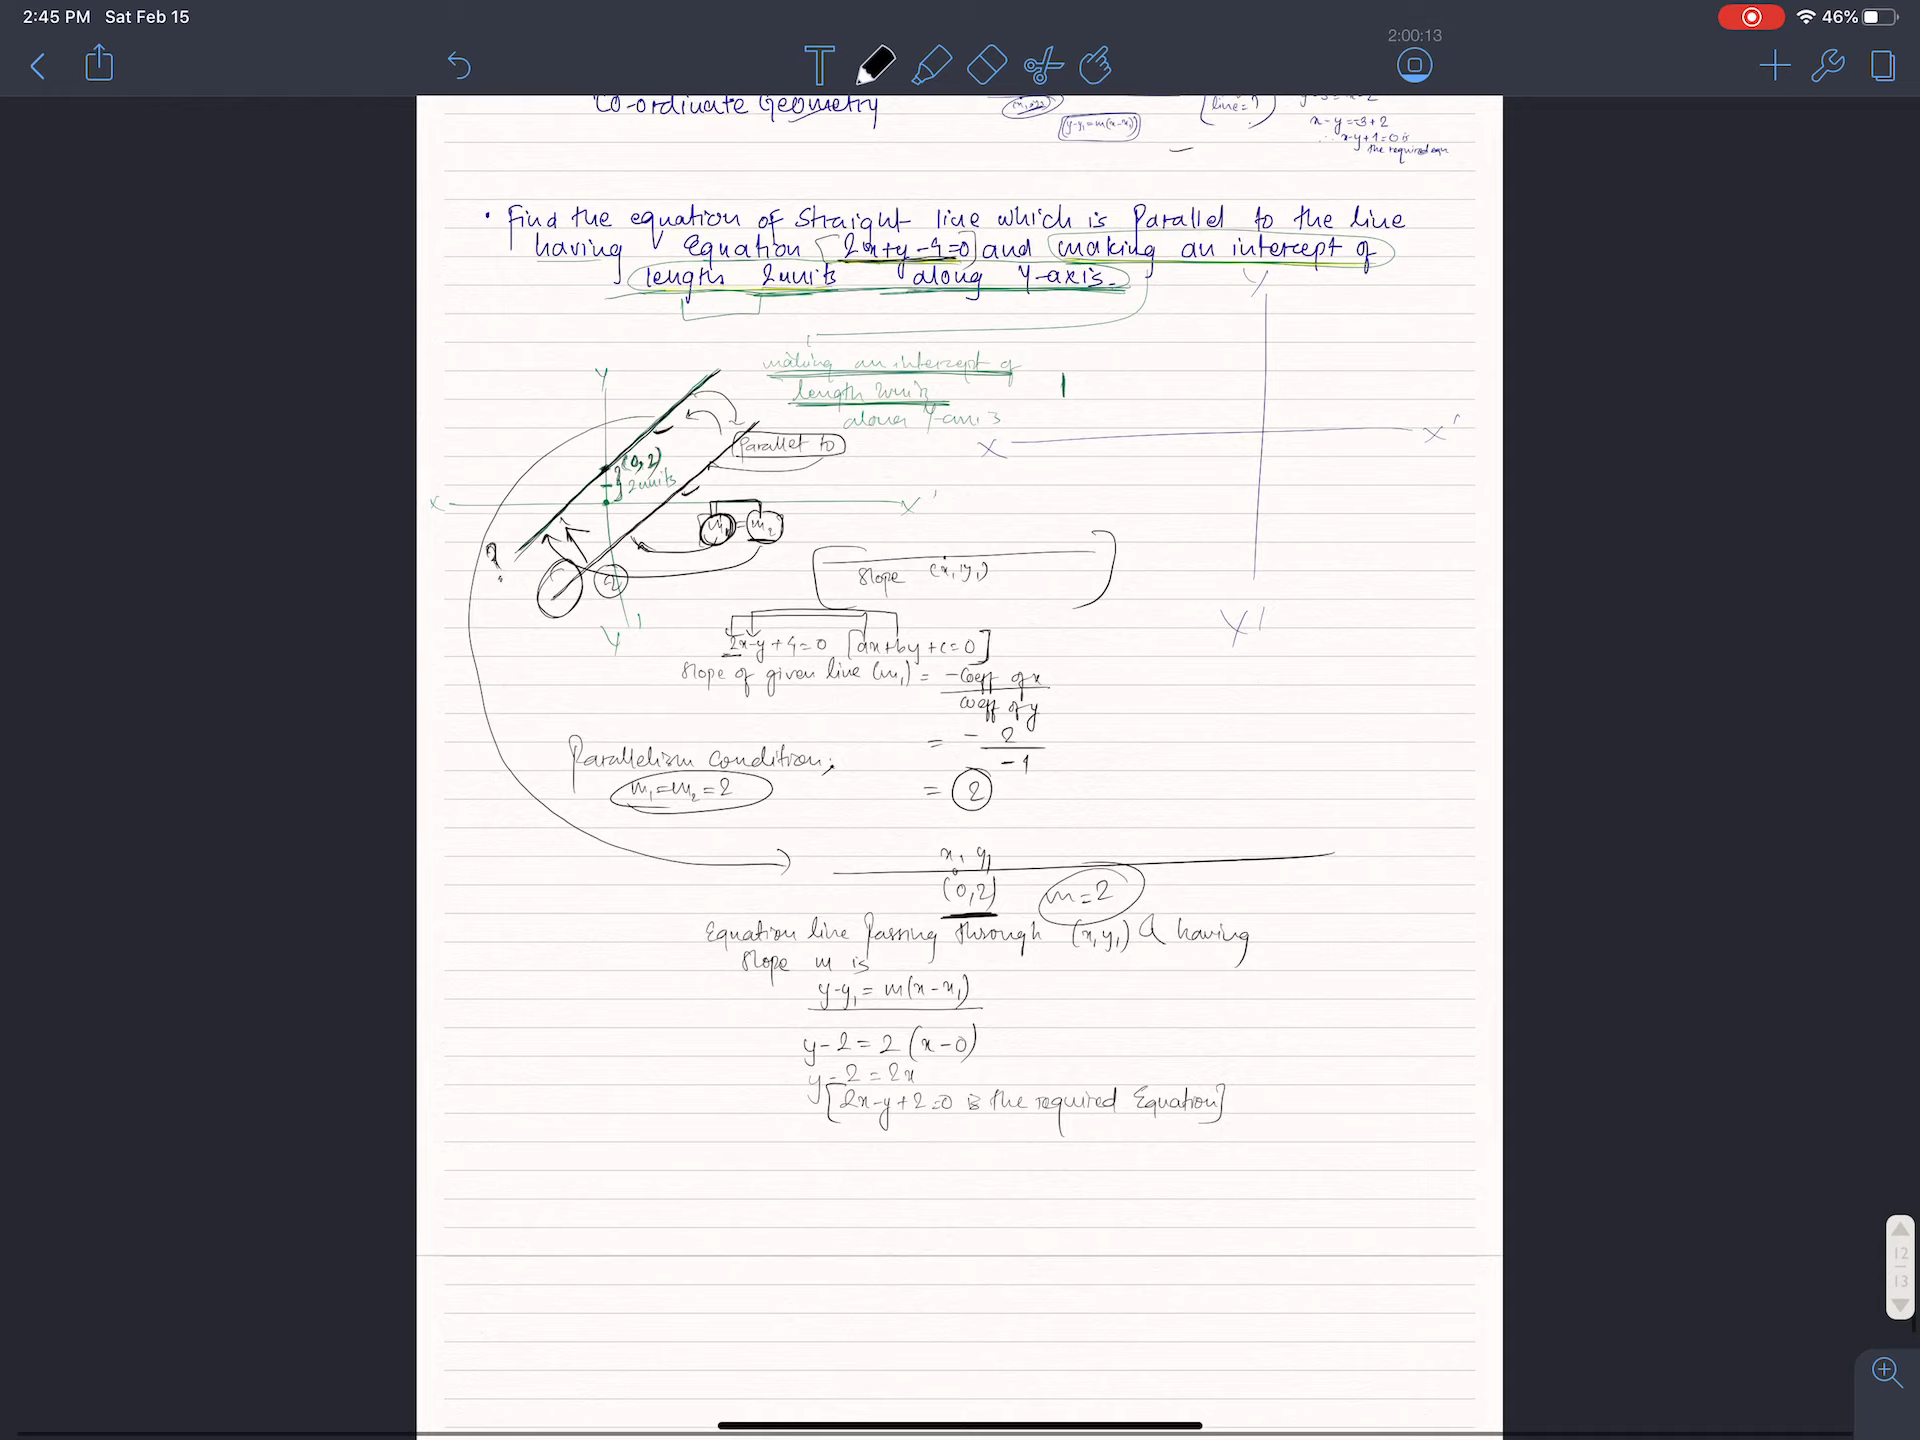 2:45 PM Sat Feb 15
46%
2:00:13
Co-ordinate Geometry
(y-y₁=m(x-x₁))
line=?
x-y=-3+2
x-y+1=0 is
the required eqn
• Find the equation of Straight line which is Parallel to the line
having Equation [2x+y-4=0] and making an intercept of
length 2units along Y-axis.
Y
making an intercept of
length 2units
along Y-axis
Y
Parallel to
X X'
(0,2)
2units
X X'
m₁ = m₂
?
2
slope (x₁,y₁)
Y'
Y'
2x-y+4=0 [ax+by+c=0]
slope of given line (m₁) = -coeff of x
coeff of y
= - 2
-1
Parallelism condition;
m₁=m₂=2
= 2
x₁ y₁
(0,2) m=2
Equation line Passing through (x₁,y₁) & having
slope m is
y-y₁ = m(x-x₁)
y-2=2(x-0)
y-2=2x
[2x-y+2=0 is the required Equation]
12
13